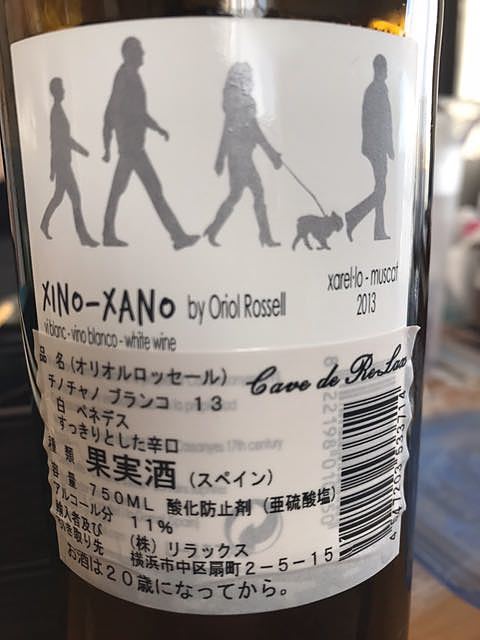 XINO-XANO by Oriol Rossell
xarel·lo - muscat
2013
vi blanc - vino blanco - white wine
Cave de Re-Lax
品 名 (オリオルロッセール)
チノチャノ ブランコ 13
白 ペネデス
すっきりとした辛口
種 類 果実酒 (スペイン)
容 量 750ML 酸化防止剤 (亜硫酸塩)
アルコール分 11%
輸入者及び (株) リラックス
引き取り先 横浜市中区扇町2-5-15
お酒は20歳になってから。
17th century